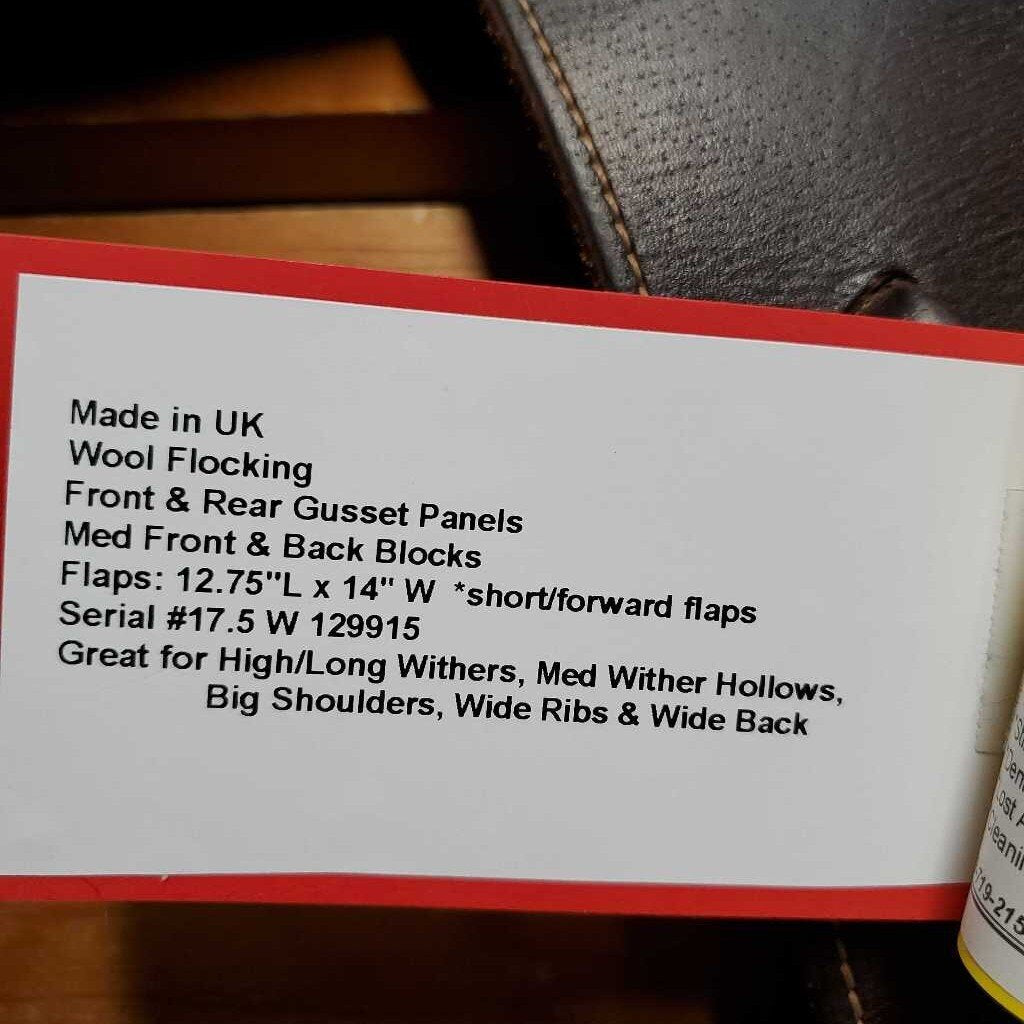 Made in UK
Wool Flocking
Front & Rear Gusset Panels
Med Front & Back Blocks
Flaps: 12.75"L x 14" W *short/forward flaps
Serial #17.5 W 129915
Great for High/Long Withers, Med Wither Hollows,
Big Shoulders, Wide Ribs & Wide Back
719-215